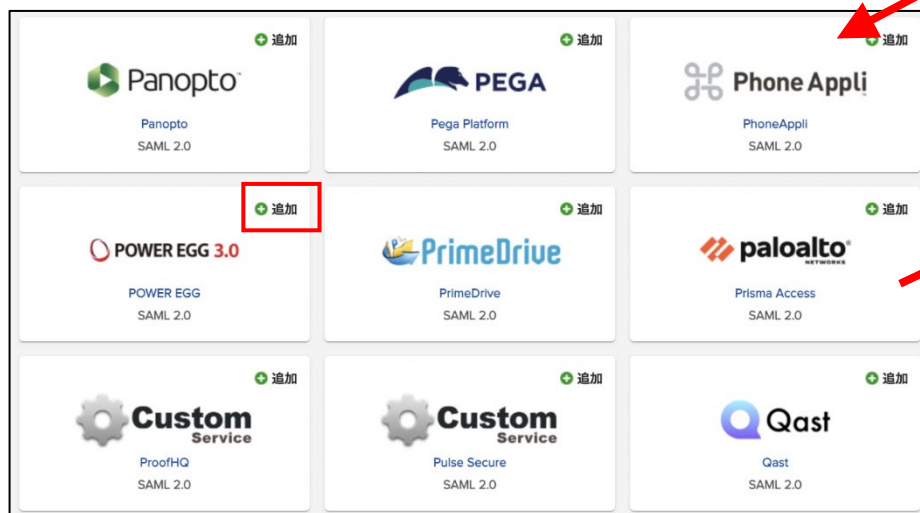 追加 追加 追加
Panopto PEGA Phone Appli
Panopto Pega Platform PhoneAppli
SAML 2.0 SAML 2.0 SAML 2.0
追加 追加 追加
POWER EGG 3.0 PrimeDrive paloalto
NETWORKS
POWER EGG PrimeDrive Prisma Access
SAML 2.0 SAML 2.0 SAML 2.0
追加 追加 追加
Custom Custom Qast
Service Service
ProofHQ Pulse Secure Qast
SAML 2.0 SAML 2.0 SAML 2.0